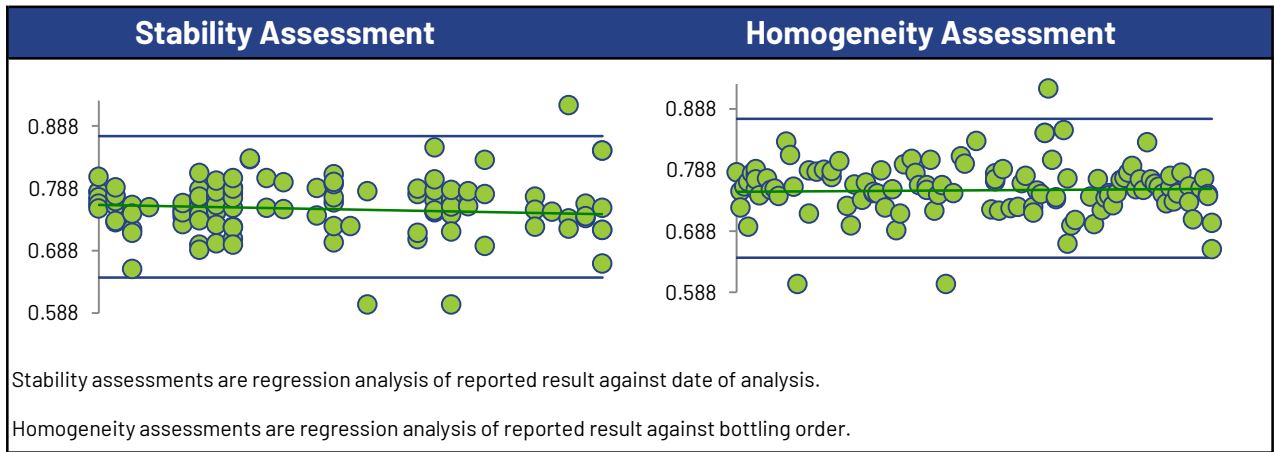 Stability Assessment
Homogeneity Assessment
0.888
0.788
0.688
0.588
0.888
0.788
0.688
0.588
Stability assessments are regression analysis of reported result against date of analysis.
Homogeneity assessments are regression analysis of reported result against bottling order.